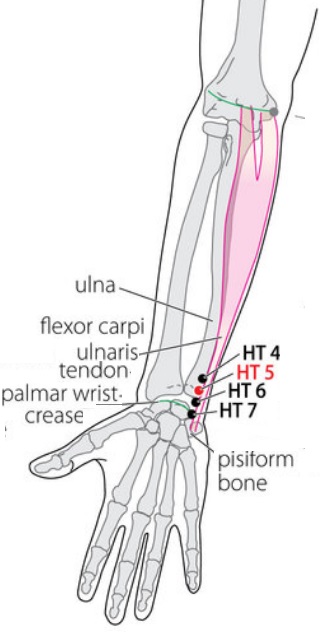 ulna
flexor carpi
ulnaris
tendon
palmar wrist
crease
HT 4
HT 5
HT 6
HT 7
pisiform
bone